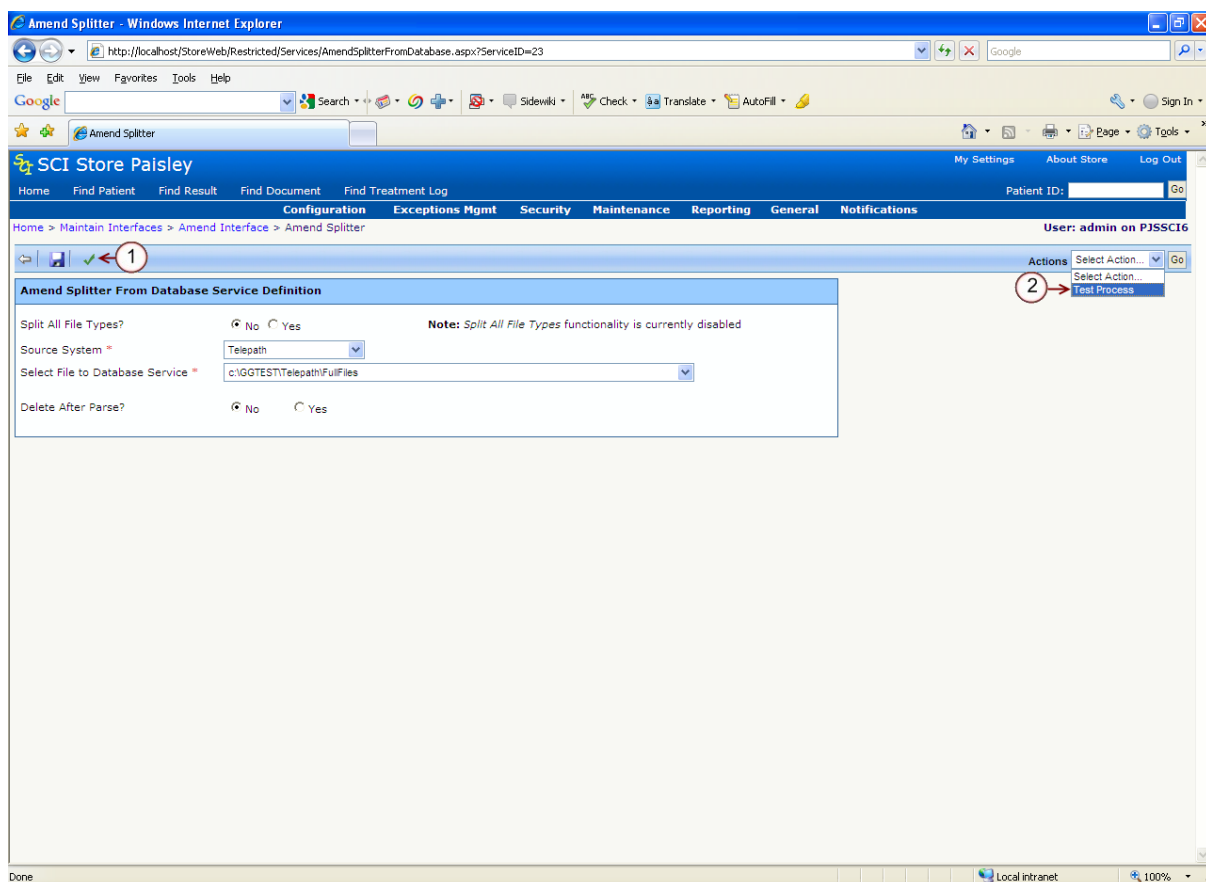 Amend Splitter - Windows Internet Explorer
http://localhost/StoreWeb/Restricted/Services/AmendSplitterFromDatabase.aspx?ServiceID=23
Google
File Edit View Favorites Tools Help
Google Search Sidewiki ABC Check aあ Translate AutoFill Sign In
Amend Splitter Page Tools »
SCI Store Paisley My Settings About Store Log Out
Home Find Patient Find Result Find Document Find Treatment Log Patient ID: Go
Configuration Exceptions Mgmt Security Maintenance Reporting General Notifications
Home > Maintain Interfaces > Amend Interface > Amend Splitter User: admin on PJSSCI6
1 Actions Select Action... Go
Select Action...
2 Test Process
Amend Splitter From Database Service Definition
Split All File Types? No Yes Note: Split All File Types functionality is currently disabled
Source System * Telepath
Select File to Database Service * c:\GGTEST\Telepath\FullFiles
Delete After Parse? No Yes
Done Local intranet 100%